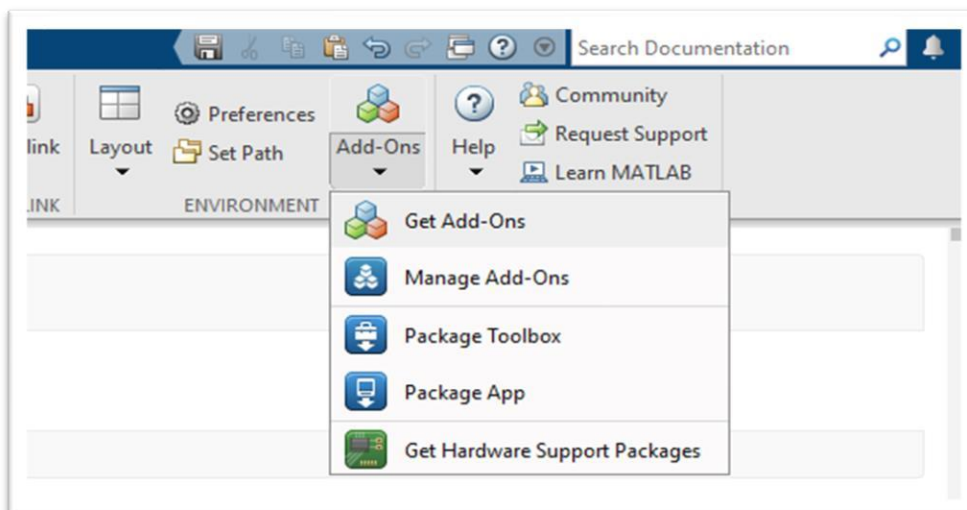 Search Documentation
link
Layout
Preferences
Set Path
Add-Ons
Help
Community
Request Support
Learn MATLAB
INK
ENVIRONMENT
Get Add-Ons
Manage Add-Ons
Package Toolbox
Package App
Get Hardware Support Packages